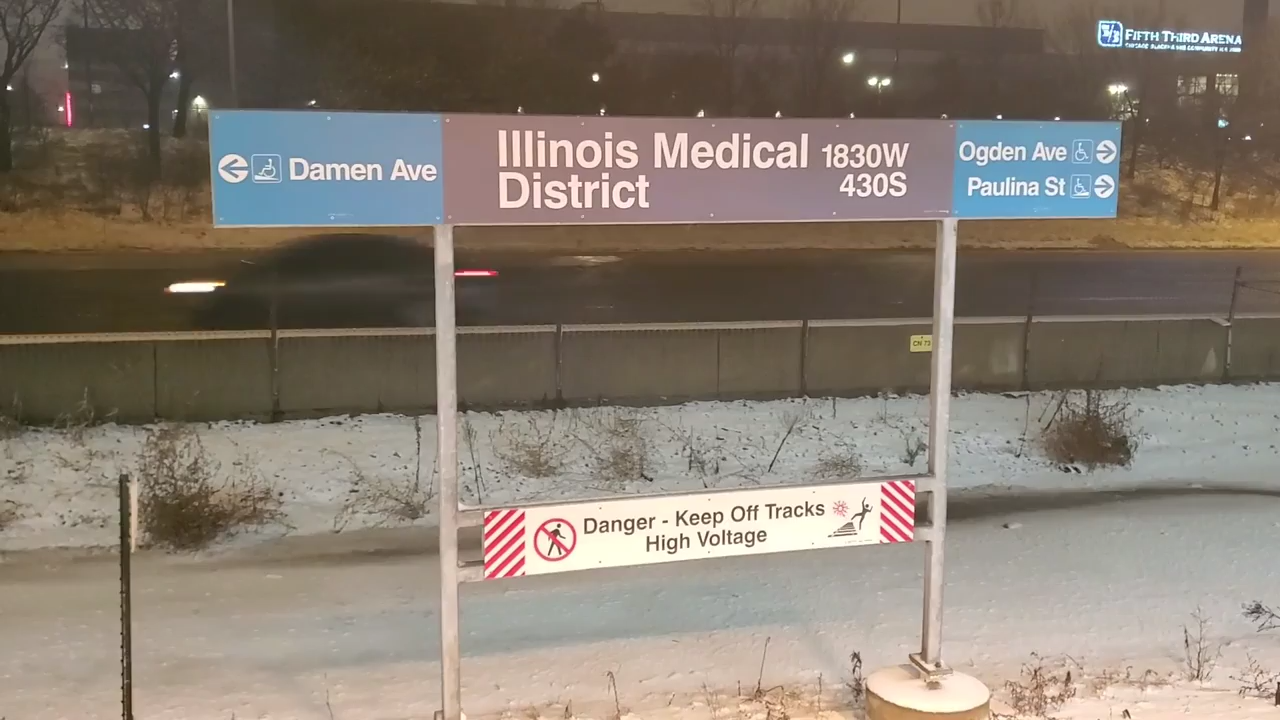 FIFTH THIRD ARENA
Damen Ave
Illinois Medical
District
1830W
430S
Ogden Ave
Paulina St
CN 73
Danger - Keep Off Tracks
High Voltage